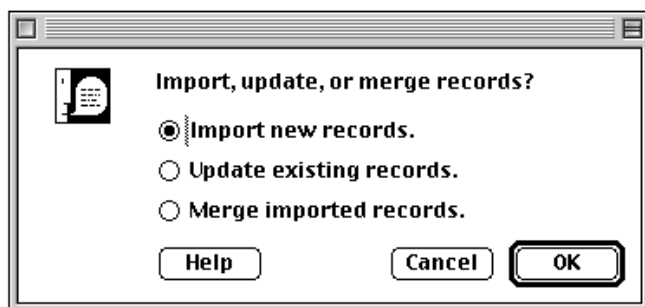 Import, update, or merge records?
Import new records.
Update existing records.
Merge imported records.
Help Cancel OK